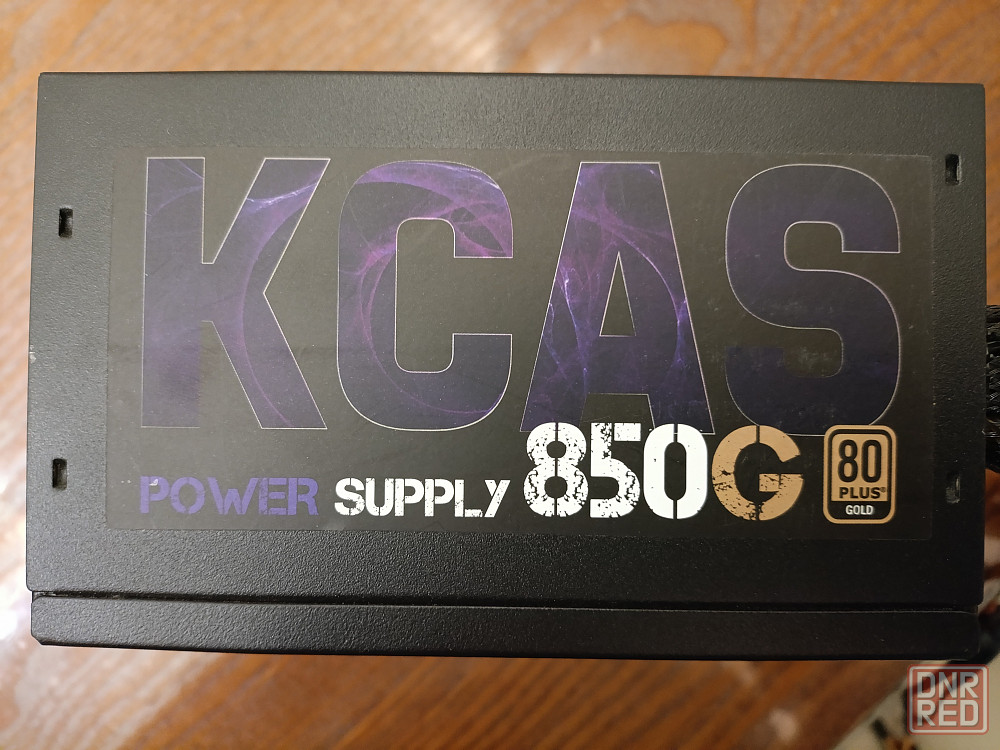 KCAS
POWER SUPPLY 850G
80
PLUS®
GOLD
DNR
RED